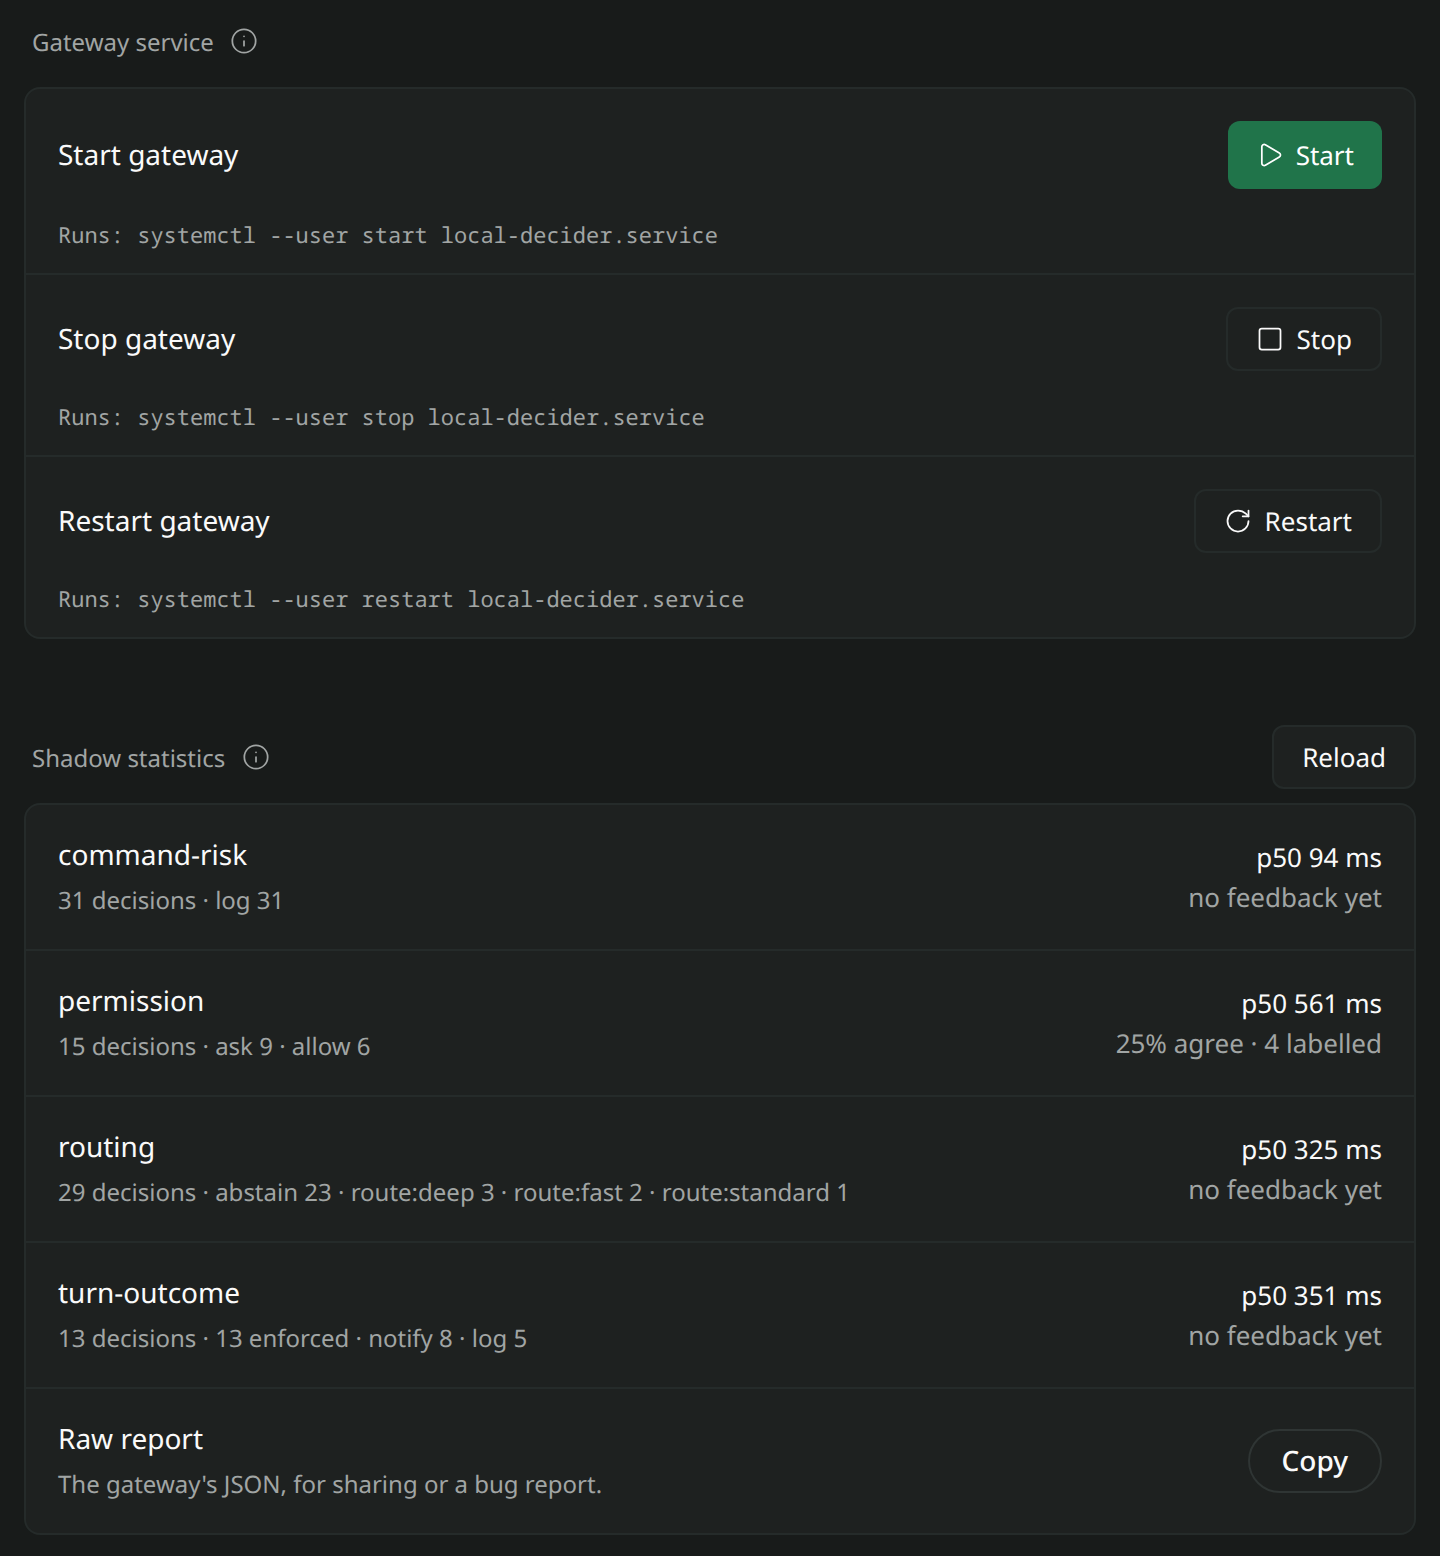 Gateway service
Start gateway
Start
Runs: systemctl --user start local-decider.service
Stop gateway
Stop
Runs: systemctl --user stop local-decider.service
Restart gateway
Restart
Runs: systemctl --user restart local-decider.service
Shadow statistics
Reload
command-risk
31 decisions · log 31
p50 94 ms
no feedback yet
permission
15 decisions · ask 9 · allow 6
p50 561 ms
25% agree · 4 labelled
routing
29 decisions · abstain 23 · route:deep 3 · route:fast 2 · route:standard 1
p50 325 ms
no feedback yet
turn-outcome
13 decisions · 13 enforced · notify 8 · log 5
p50 351 ms
no feedback yet
Raw report
The gateway's JSON, for sharing or a bug report.
Copy